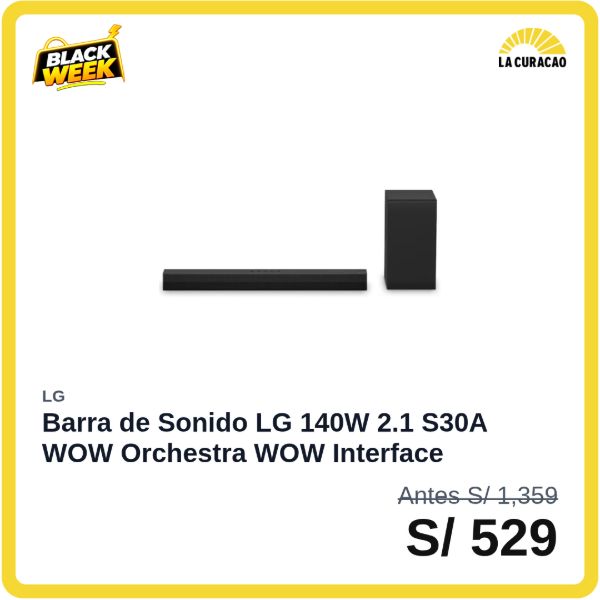 BLACK
WEEK
LA CURACAO
LG
Barra de Sonido LG 140W 2.1 S30A
WOW Orchestra WOW Interface
Antes S/ 1,359
S/ 529